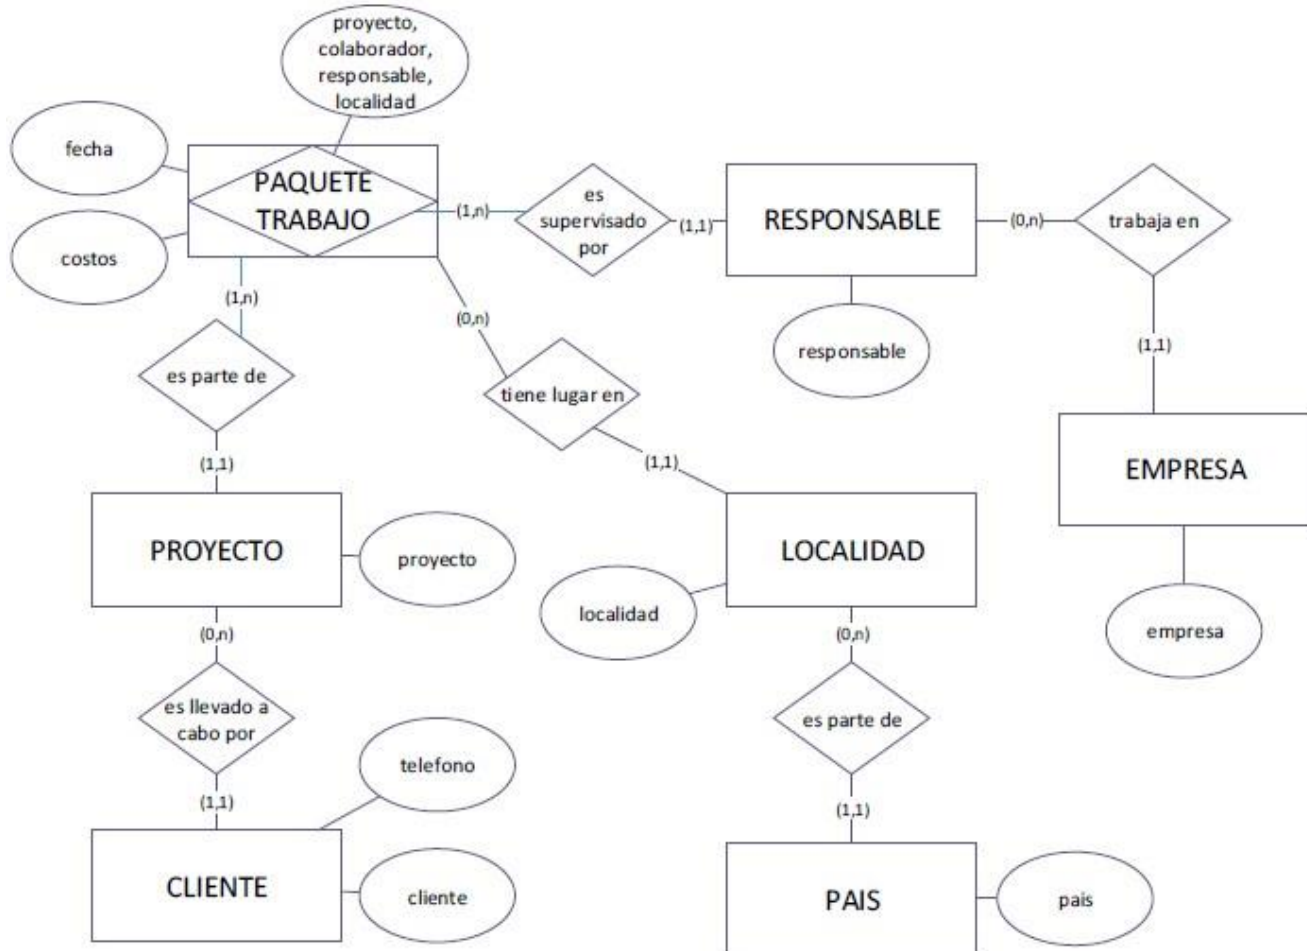 proyecto,
colaborador,
responsable,
localidad
fecha
costos
PAQUETE
TRABAJO
(1,n)
es
supervisado
por
(1,1)
RESPONSABLE
(0,n)
trabaja en
responsable
(1,1)
EMPRESA
empresa
(1,n)
es parte de
(1,1)
(0,n)
tiene lugar en
(1,1)
PROYECTO
proyecto
LOCALIDAD
localidad
(0,n)
es llevado a
cabo por
(1,1)
telefono
CLIENTE
cliente
(0,n)
es parte de
(1,1)
PAIS
pais